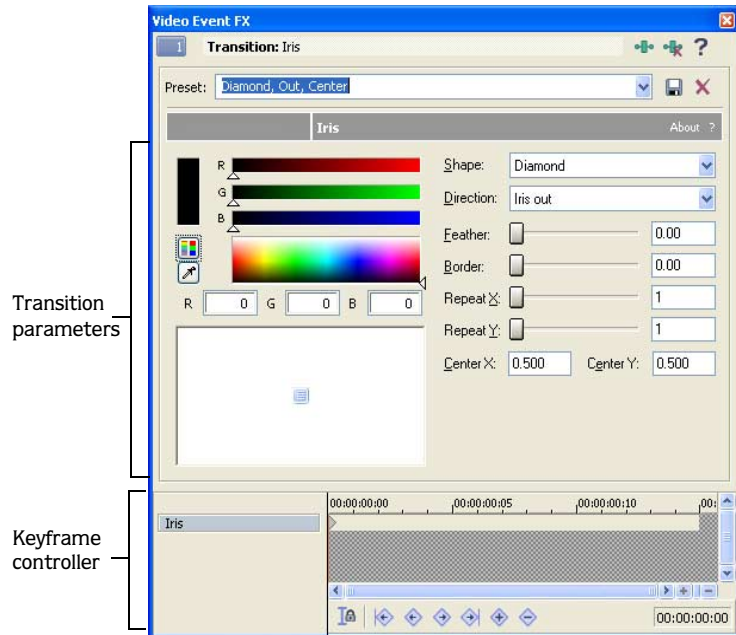 Video Event FX
1 Transition: Iris ?
Preset: Diamond, Out, Center
Iris About ?
R
G
B
R 0 G 0 B 0
Shape: Diamond
Direction: Iris out
Feather: 0.00
Border: 0.00
Repeat X: 1
Repeat Y: 1
Center X: 0.500 Center Y: 0.500
Transition
parameters
00:00:00:00 00:00:00:05 00:00:00:10 00:
Iris
Keyframe
controller
00:00:00:00